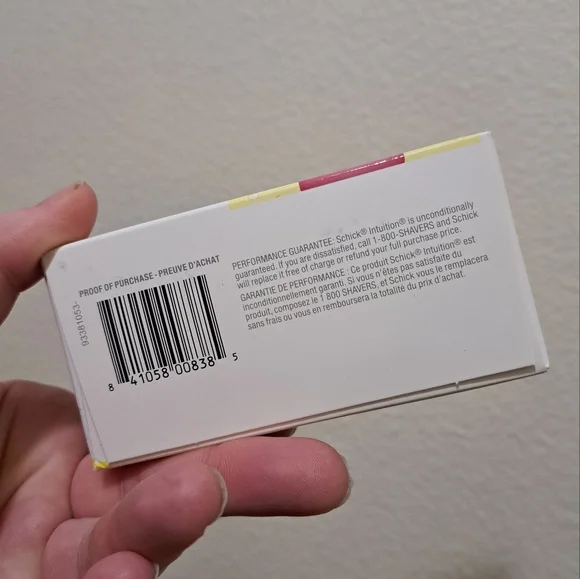 PROOF OF PURCHASE - PREUVE D'ACHAT
93381053-
8 41058 00838 5
PERFORMANCE GUARANTEE: Schick® Intuition® is unconditionally
guaranteed. If you are dissatisfied, call 1-800-SHAVERS and Schick
will replace it free of charge or refund your full purchase price.
GARANTIE DE PERFORMANCE : Ce produit Schick® Intuition® est
inconditionnellement garanti. Si vous n'êtes pas satisfaite du
produit, composez le 1 800 SHAVERS, et Schick vous le remplacera
sans frais ou vous en remboursera la totalité du prix d'achat.